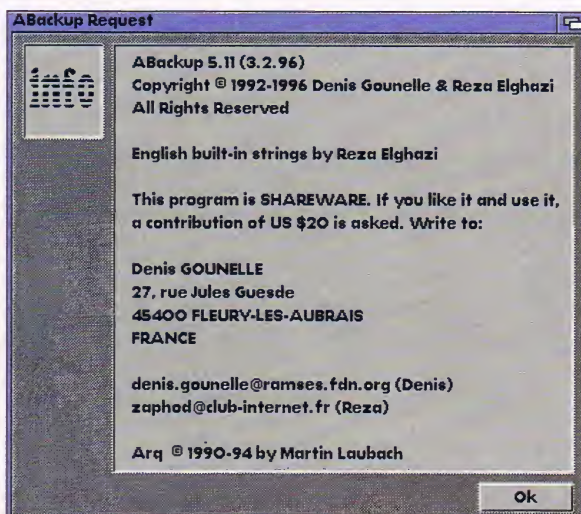 ABackup Request
info
ABackup 5.11 (3.2.96)
Copyright © 1992-1996 Denis Gounelle & Reza Elghazi
All Rights Reserved
English built-in strings by Reza Elghazi
This program is SHAREWARE. If you like it and use it,
a contribution of US $20 is asked. Write to:
Denis GOUNELLE
27, rue Jules Guesde
45400 FLEURY-LES-AUBRAIS
FRANCE
denis.gounelle@ramses.fdn.org (Denis)
zaphod@club-internet.fr (Reza)
Arq © 1990-94 by Martin Laubach
Ok